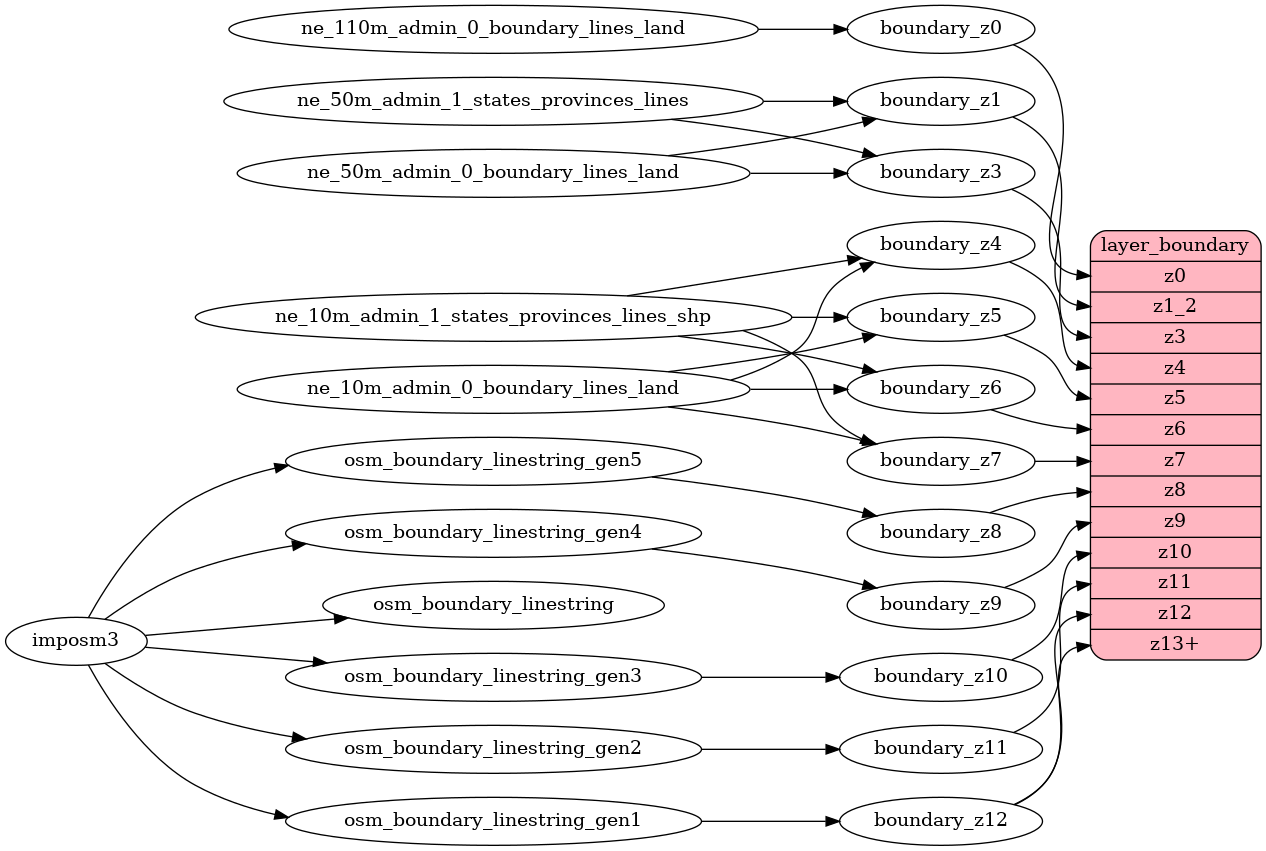 ne_110m_admin_0_boundary_lines_land
boundary_z0
ne_50m_admin_1_states_provinces_lines
boundary_z1
ne_50m_admin_0_boundary_lines_land
boundary_z3
boundary_z4
ne_10m_admin_1_states_provinces_lines_shp
boundary_z5
ne_10m_admin_0_boundary_lines_land
boundary_z6
osm_boundary_linestring_gen5
boundary_z7
osm_boundary_linestring_gen4
boundary_z8
osm_boundary_linestring
boundary_z9
imposm3
osm_boundary_linestring_gen3
boundary_z10
osm_boundary_linestring_gen2
boundary_z11
osm_boundary_linestring_gen1
boundary_z12
layer_boundary
z0
z1_2
z3
z4
z5
z6
z7
z8
z9
z10
z11
z12
z13+